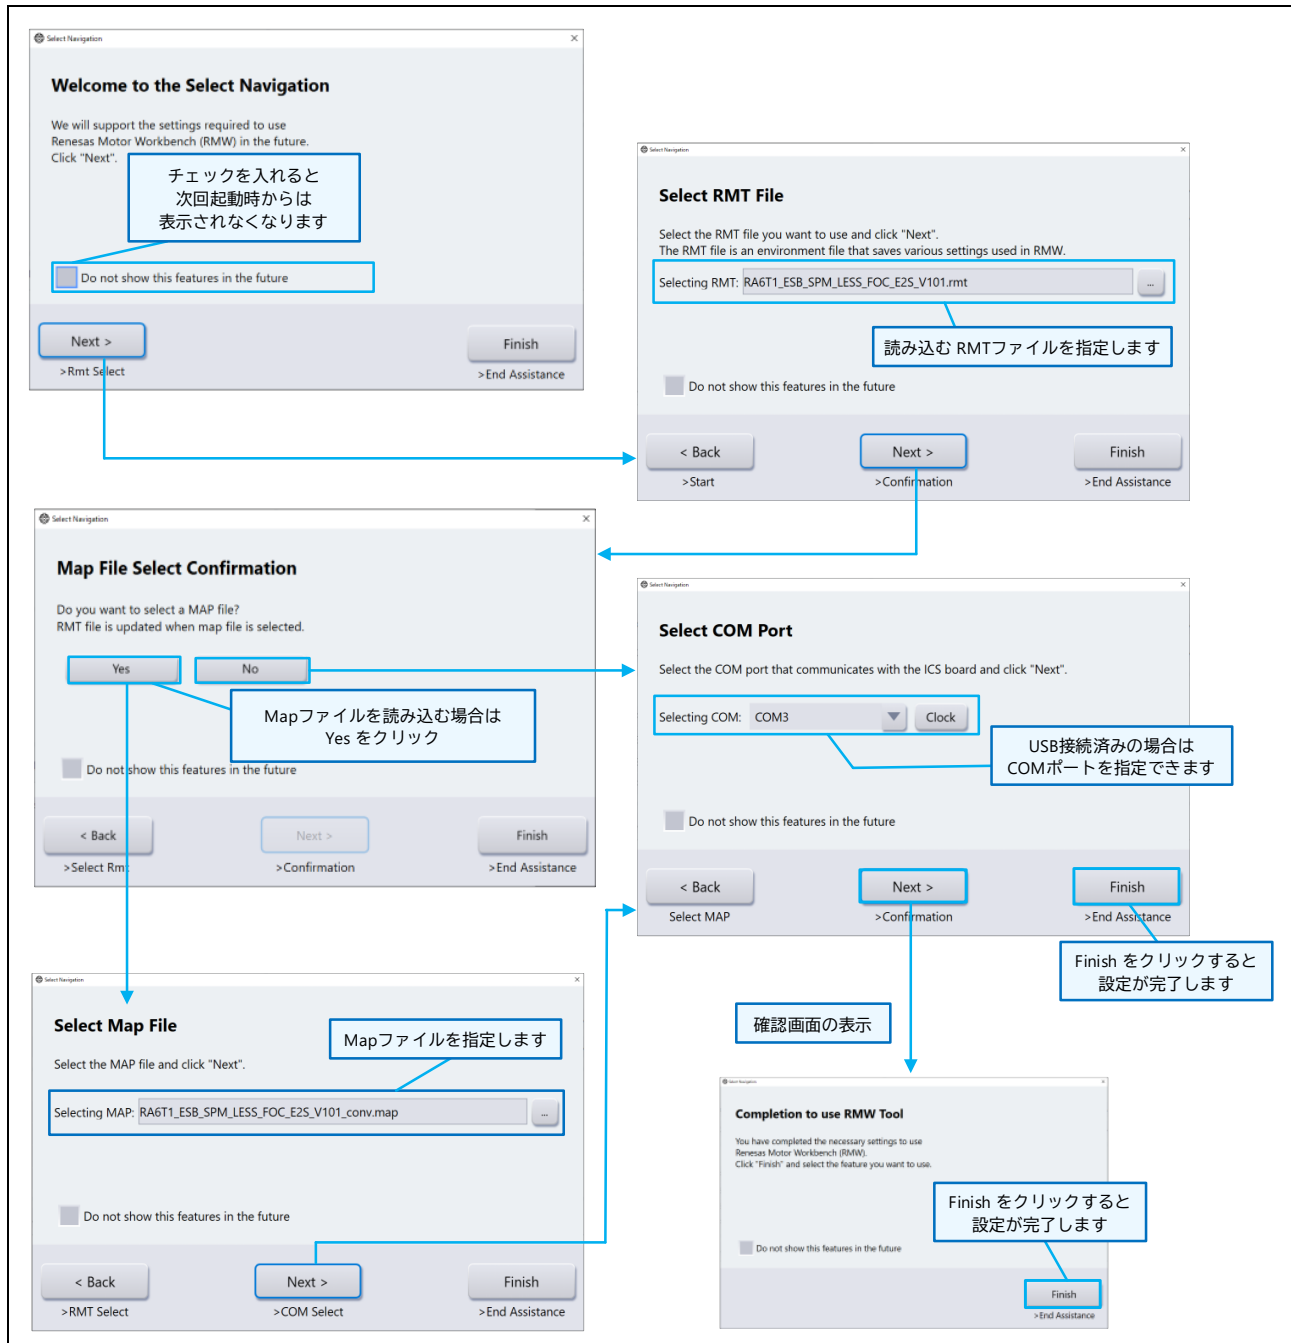 Select Navigation
Welcome to the Select Navigation
We will support the settings required to use
Renesas Motor Workbench (RMW) in the future.
Click "Next".
チェックを入れると
次回起動時からは
表示されなくなります
Do not show this features in the future
Next >
>Rmt Select
Finish
>End Assistance
Select Navigation
Select RMT File
Select the RMT file you want to use and click "Next".
The RMT file is an environment file that saves various settings used in RMW.
Selecting RMT: RA6T1_ESB_SPM_LESS_FOC_E2S_V101.rmt ...
読み込む RMTファイルを指定します
Do not show this features in the future
< Back
>Start
Next >
>Confirmation
Finish
>End Assistance
Select Navigation
Map File Select Confirmation
Do you want to select a MAP file?
RMT file is updated when map file is selected.
Yes
No
Mapファイルを読み込む場合は
Yes をクリック
Do not show this features in the future
< Back
>Select Rmt
Next >
>Confirmation
Finish
>End Assistance
Select Navigation
Select COM Port
Select the COM port that communicates with the ICS board and click "Next".
Selecting COM: COM3 Clock
USB接続済みの場合は
COMポートを指定できます
Do not show this features in the future
< Back
Select MAP
Next >
>Confirmation
Finish
>End Assistance
Finish をクリックすると
設定が完了します
確認画面の表示
Select Navigation
Select Map File
Mapファイルを指定します
Select the MAP file and click "Next".
Selecting MAP: RA6T1_ESB_SPM_LESS_FOC_E2S_V101_conv.map ...
Do not show this features in the future
< Back
>RMT Select
Next >
>COM Select
Finish
>End Assistance
Select Navigation
Completion to use RMW Tool
You have completed the necessary settings to use
Renesas Motor Workbench (RMW).
Click "Finish" and select the feature you want to use.
Finish をクリックすると
設定が完了します
Do not show this features in the future
Finish
>End Assistance